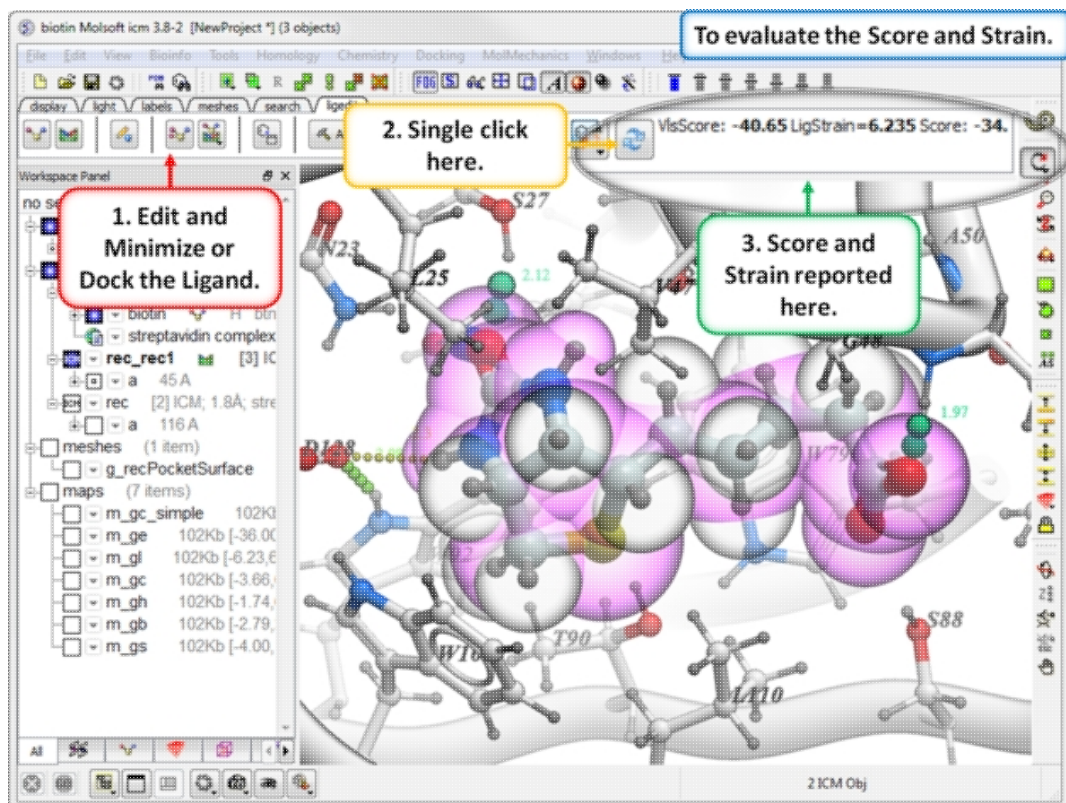 biotin Molsoft icm 3.8-2 [NewProject *] (3 objects)
To evaluate the Score and Strain.
File Edit View Bioinfo Tools Homology Chemistry Docking MolMechanics Windows
display light labels meshes search ligedit
2. Single click
here.
VlsScore: -40.65 LigStrain=6.235 Score: -34.
Workspace Panel
1. Edit and
Minimize or
Dock the Ligand.
3. Score and
Strain reported
here.
biotin
streptavidin complex
rec_rec1 [3] IC
a 45 A
rec [2] ICM; 1.8Å; stre
a 116 A
meshes (1 item)
g_recPocketSurface
maps (7 items)
m_gc_simple 102Kb
m_ge 102Kb [-36.00
m_gl 102Kb [-6.23,6
m_gc 102Kb [-3.66,
m_gh 102Kb [-1.74,
m_gb 102Kb [-2.79,
m_gs 102Kb [-4.00,
All
S27
N23
L25
2.12
A50
G48
1.97
W79
D128
T90
S88
L110
2 ICM Obj